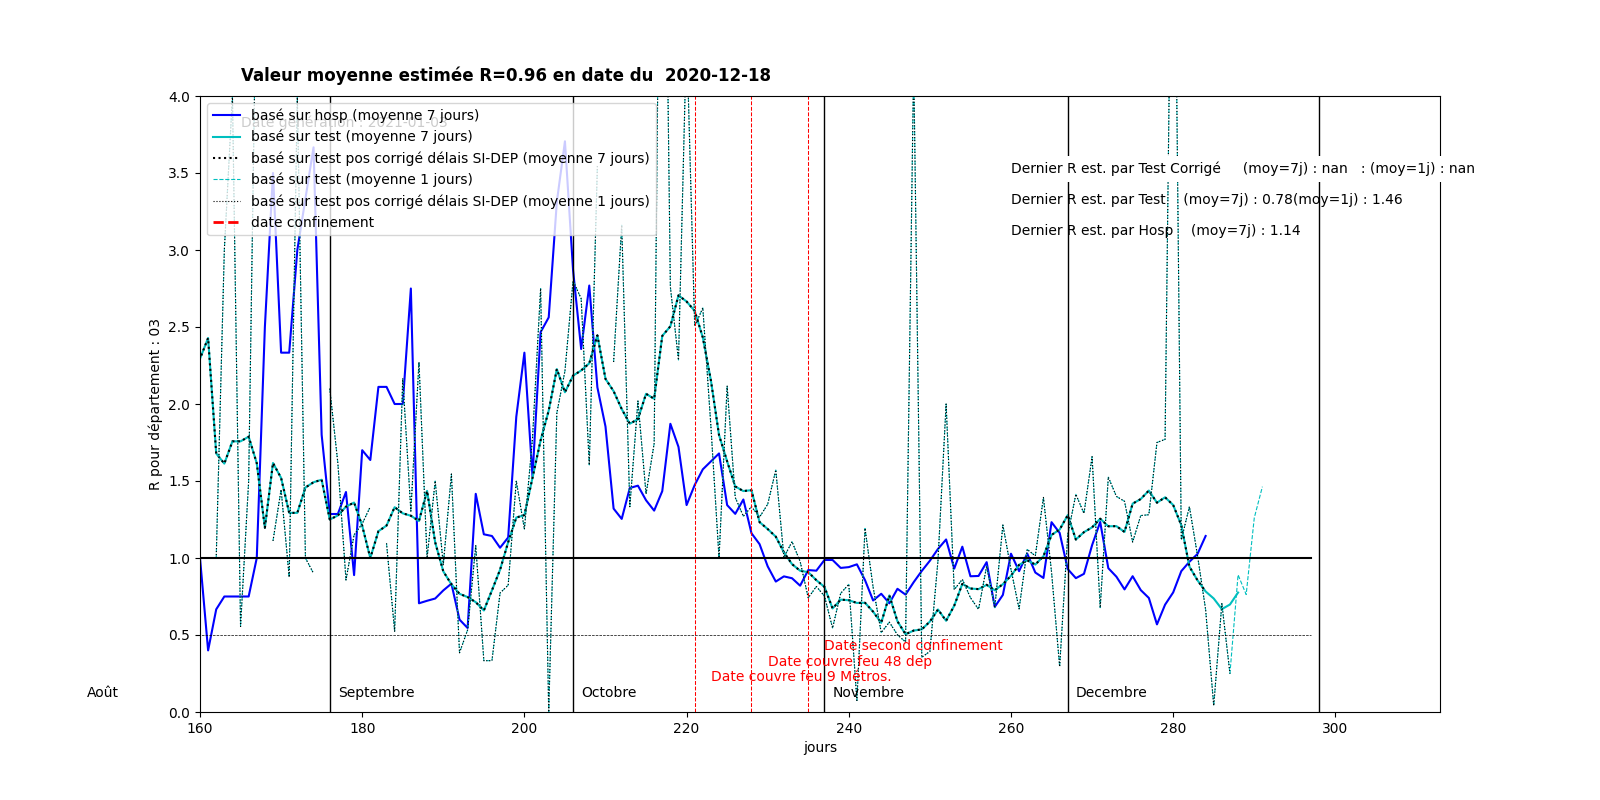 Valeur moyenne estimée R=0.96 en date du  2020-12-18
4.0
3.5
3.0
2.5
2.0
1.5
1.0
0.5
0.0
R pour département : 03
basé sur hosp (moyenne 7 jours)
Date génération : 2021-01-03
basé sur test (moyenne 7 jours)
basé sur test pos corrigé délais SI-DEP (moyenne 7 jours)
basé sur test (moyenne 1 jours)
basé sur test pos corrigé délais SI-DEP (moyenne 1 jours)
date confinement
Dernier R est. par Test Corrigé     (moy=7j) : nan   : (moy=1j) : nan
Dernier R est. par Test    (moy=7j) : 0.78(moy=1j) : 1.46
Dernier R est. par Hosp    (moy=7j) : 1.14
Date second confinement
Date couvre feu 48 dep
Date couvre feu 9 Métros.
Août Septembre Octobre Novembre Decembre
160 180 200 220 240 260 280 300
jours